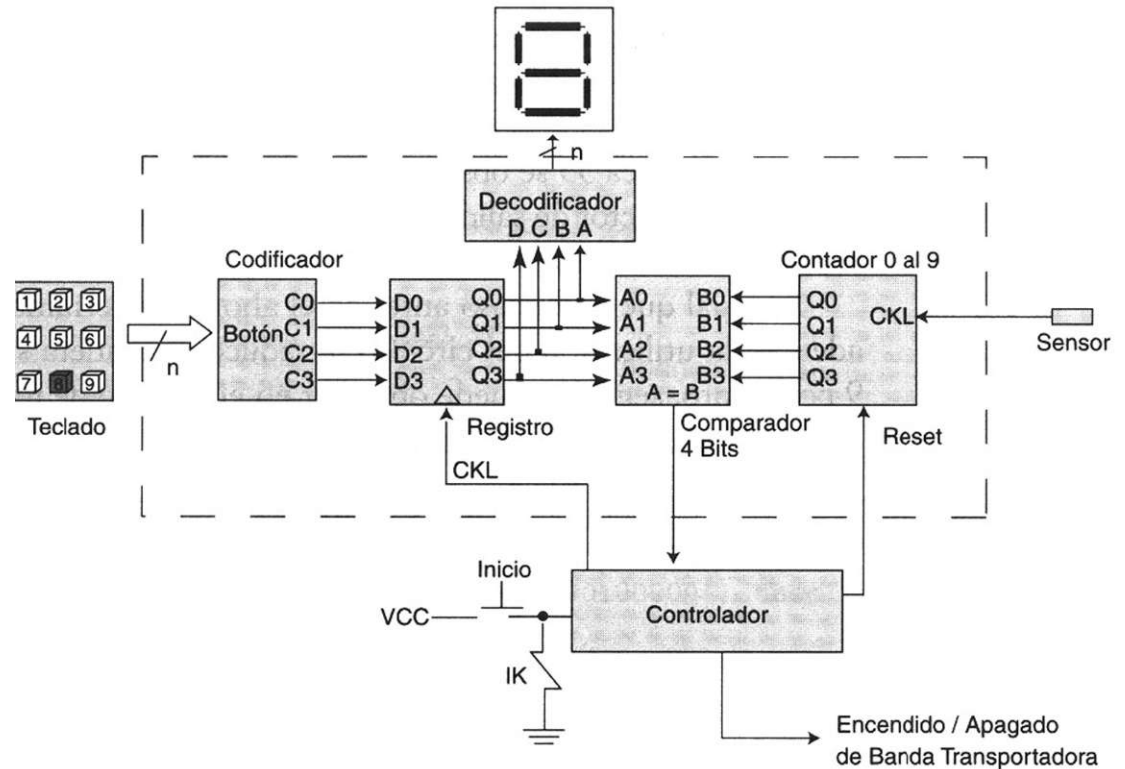 n
Decodificador
D C B A
Codificador
Contador 0 al 9
1 2 3
4 5 6
7 8 9
n
Teclado
Botón
C0
C1
C2
C3
D0
D1
D2
D3
Q0
Q1
Q2
Q3
Registro
CKL
A0
A1
A2
A3
B0
B1
B2
B3
A = B
Comparador
4 Bits
Q0
Q1
Q2
Q3
CKL
Reset
Sensor
Inicio
VCC
IK
Controlador
Encendido / Apagado
de Banda Transportadora